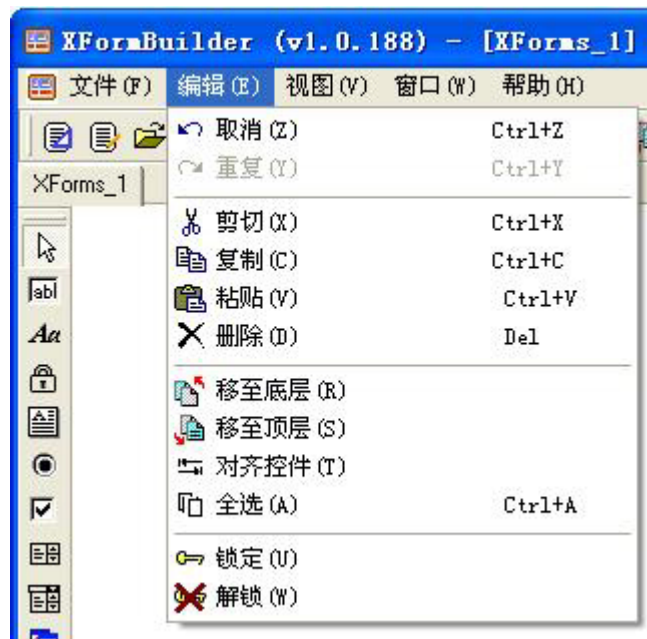 XFormBuilder (v1.0.188) - [XForms_1]
文件(F) 编辑(E) 视图(V) 窗口(W) 帮助(H)
XForms_1
取消(Z) Ctrl+Z
重复(Y) Ctrl+Y
剪切(X) Ctrl+X
复制(C) Ctrl+C
粘贴(V) Ctrl+V
删除(D) Del
移至底层(R)
移至顶层(S)
对齐控件(T)
全选(A) Ctrl+A
锁定(U)
解锁(W)
abl
Aa